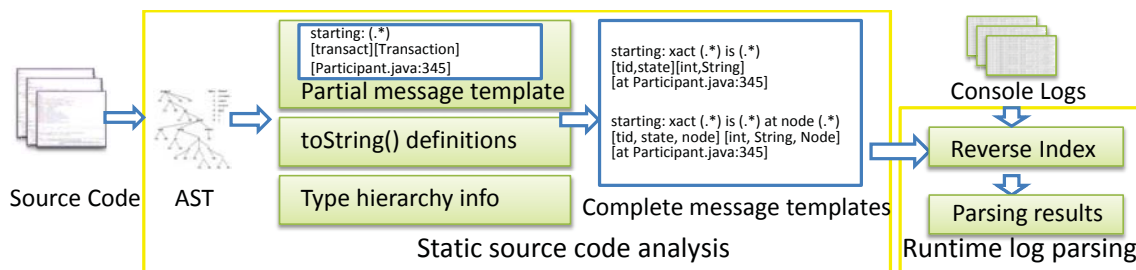 starting: (.*)
[transact][Transaction]
[Participant.java:345]
Partial message template
toString() definitions
Type hierarchy info
Source Code
AST
starting: xact (.*) is (.*)
[tid,state][int,String]
[at Participant.java:345]
starting: xact (.*) is (.*) at node (.*)
[tid, state, node] [int, String, Node]
[at Participant.java:345]
Complete message templates
Static source code analysis
Console Logs
Reverse Index
Parsing results
Runtime log parsing